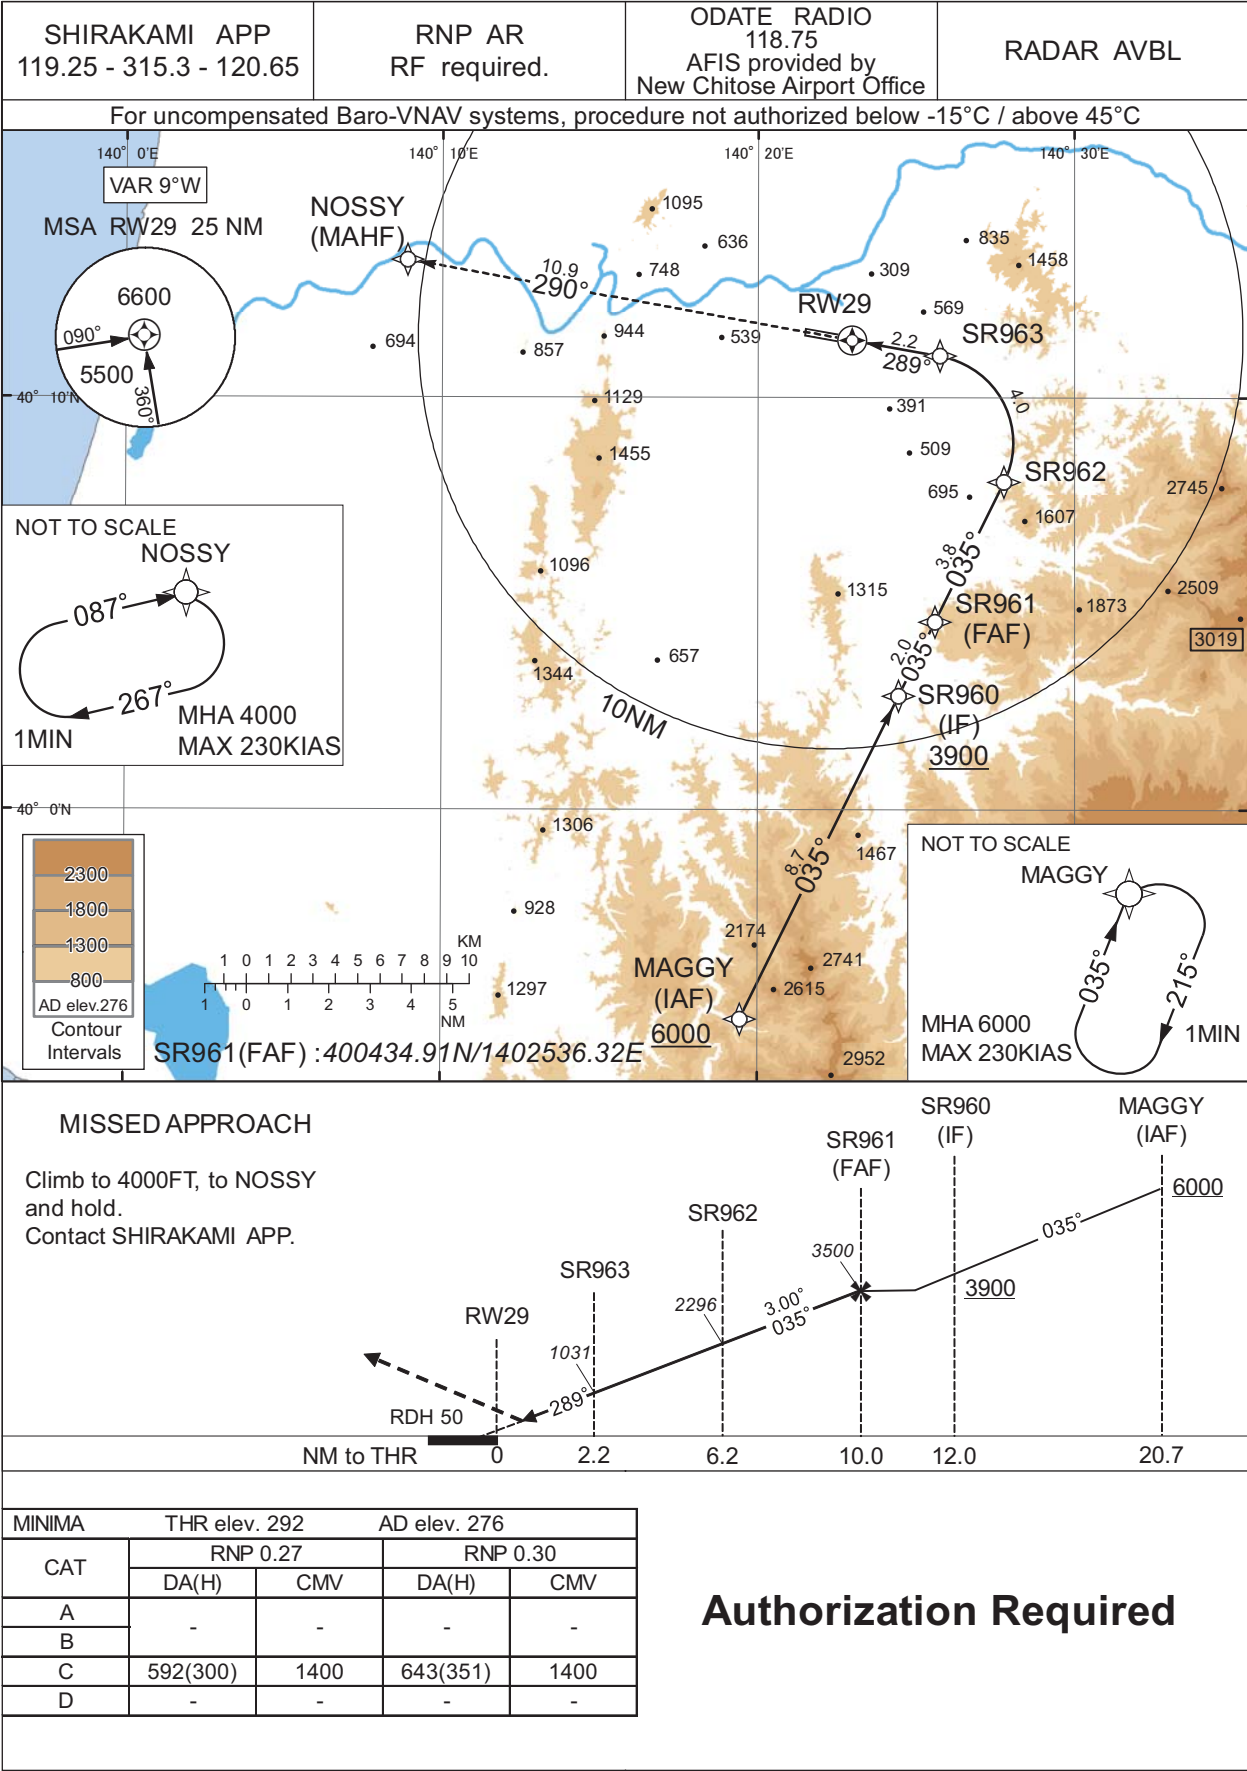 SHIRAKAMI APP
119.25 - 315.3 - 120.65
RNP AR
RF required.
ODATE RADIO
118.75
AFIS provided by
New Chitose Airport Office
RADAR AVBL
For uncompensated Baro-VNAV systems, procedure not authorized below -15°C / above 45°C
140° 0'E
140° 10'E
140° 20'E
140° 30'E
VAR 9°W
MSA RW29 25 NM
6600
090°
5500
360°
NOSSY
(MAHF)
1095
636
748
835
1458
309
569
10.9
290°
RW29
SR963
2.2
289°
694
857
944
539
40° 10'N
1129
391
4.0
1455
509
695
SR962
2745
1607
NOT TO SCALE
NOSSY
087°
267°
1MIN
MHA 4000
MAX 230KIAS
1096
1315
3.8
035°
SR961
(FAF)
1873
2509
3019
1344
657
2.0
035°
SR960
(IF)
3900
10NM
40° 0'N
1306
1467
8.7
035°
2300
1800
1300
800
AD elev.276
Contour
Intervals
928
2174
2741
2615
1297
2952
KM
1 0 1 2 3 4 5 6 7 8 9 10
1 0 1 2 3 4 5
NM
MAGGY
(IAF)
6000
SR961(FAF) :400434.91N/1402536.32E
NOT TO SCALE
MAGGY
035°
215°
1MIN
MHA 6000
MAX 230KIAS
MISSED APPROACH
Climb to 4000FT, to NOSSY
and hold.
Contact SHIRAKAMI APP.
RW29
SR963
SR962
SR961
(FAF)
SR960
(IF)
MAGGY
(IAF)
6000
035°
3900
3500
3.00°
035°
2296
1031
289°
RDH 50
NM to THR 0 2.2 6.2 10.0 12.0 20.7
MINIMA THR elev. 292 AD elev. 276
CAT RNP 0.27 RNP 0.30
DA(H) CMV DA(H) CMV
A
- - - -
B
C 592(300) 1400 643(351) 1400
D - - - -
Authorization Required